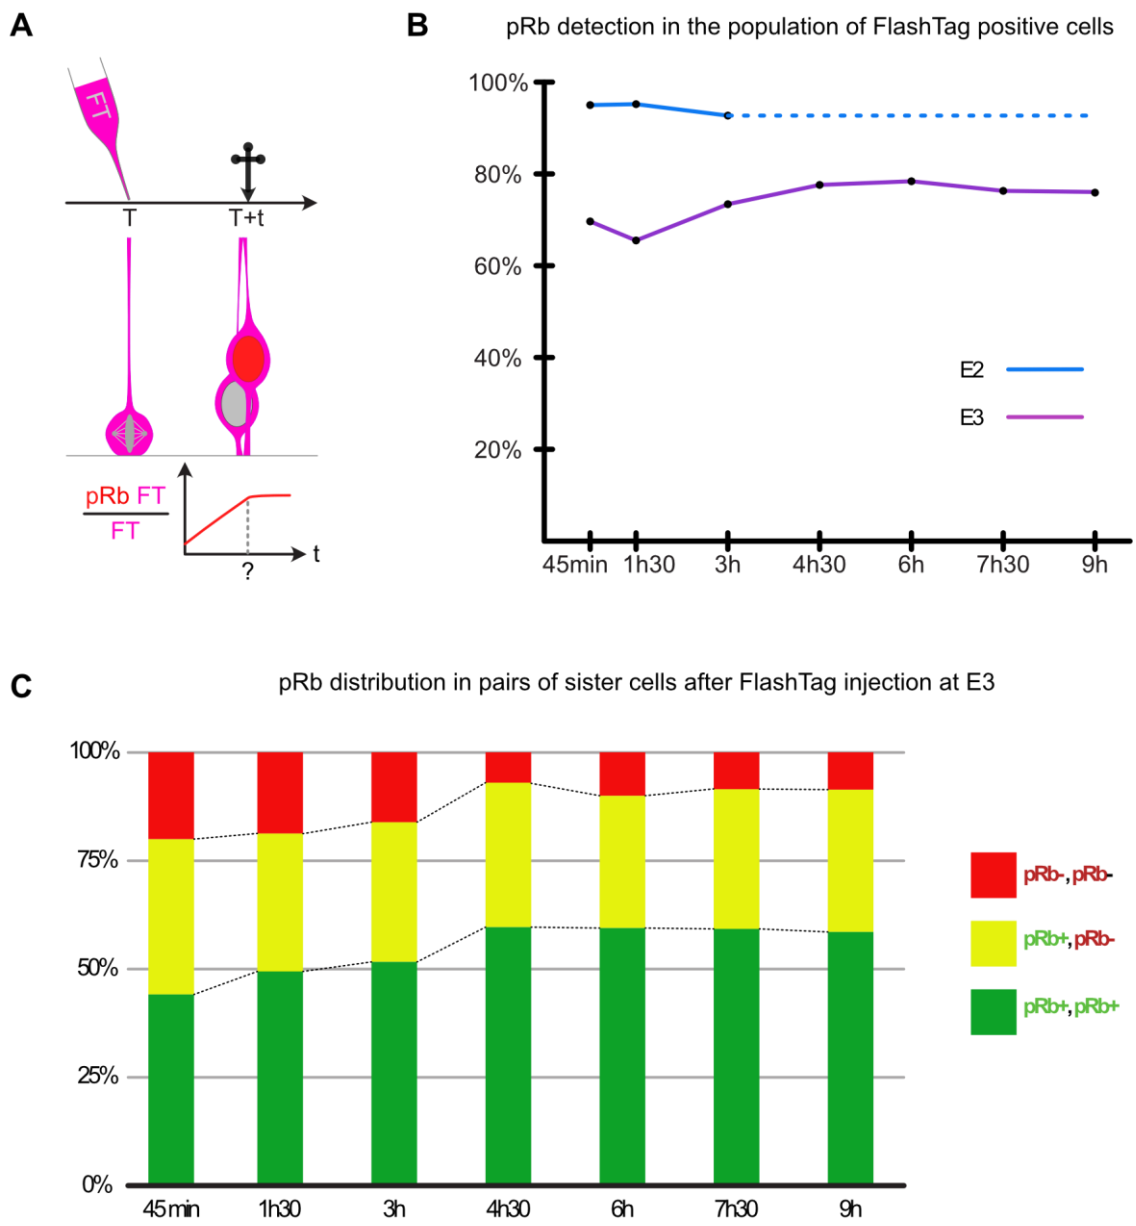 A
FT
T
T+t
pRb FT
FT
t
?
B
pRb detection in the population of FlashTag positive cells
100%
80%
60%
40%
20%
E2
E3
45min 1h30 3h 4h30 6h 7h30 9h
C
pRb distribution in pairs of sister cells after FlashTag injection at E3
100%
75%
50%
25%
0%
45min 1h30 3h 4h30 6h 7h30 9h
pRb-,pRb-
pRb+,pRb-
pRb+,pRb+